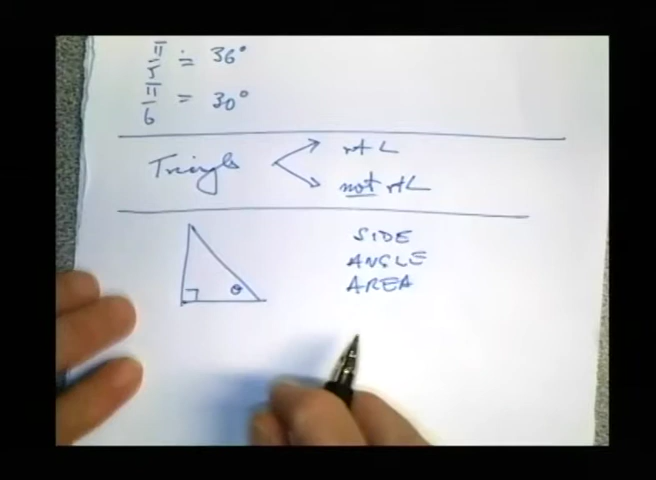 π/5 ≐ 36°
π/6 = 30°
Triangle
rt ∠
not rt ∠
SIDE
ANGLE
AREA
θ